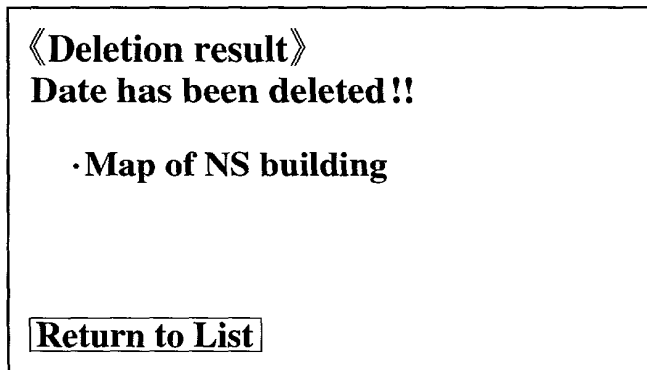 《Deletion result》
Date has been deleted!!
·Map of NS building
Return to List